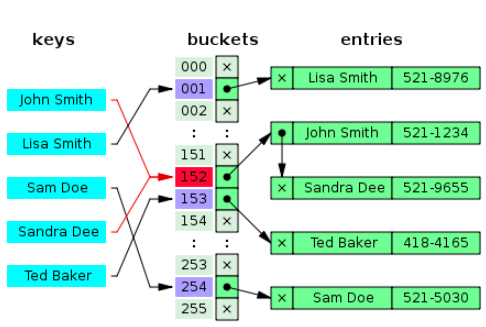 keys buckets entries
000 ×
001 × Lisa Smith 521-8976
John Smith
002 ×
Lisa Smith
: :
× John Smith 521-1234
151 ×
152
Sam Doe × Sandra Dee 521-9655
153
154 ×
Sandra Dee
: : × Ted Baker 418-4165
253 ×
Ted Baker
254 × Sam Doe 521-5030
255 ×